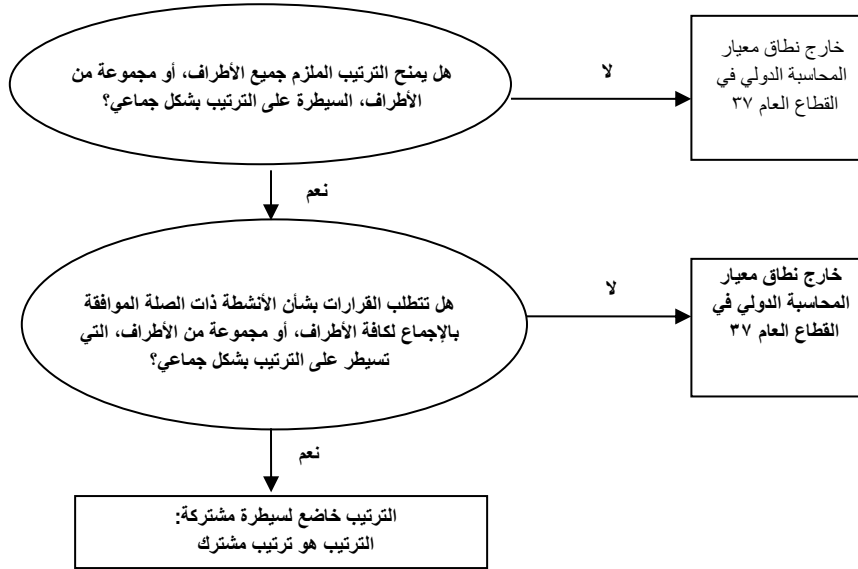 هل يمنح الترتيب الملزم جميع الأطراف، أو مجموعة من
الأطراف، السيطرة على الترتيب بشكل جماعي؟
لا
خارج نطاق معيار
المحاسبة الدولي في
القطاع العام ٣٧
نعم
هل تتطلب القرارات بشأن الأنشطة ذات الصلة الموافقة
بالإجماع لكافة الأطراف، أو مجموعة من الأطراف، التي
تسيطر على الترتيب بشكل جماعي؟
لا
خارج نطاق معيار
المحاسبة الدولي في
القطاع العام ٣٧
نعم
الترتيب خاضع لسيطرة مشتركة:
الترتيب هو ترتيب مشترك